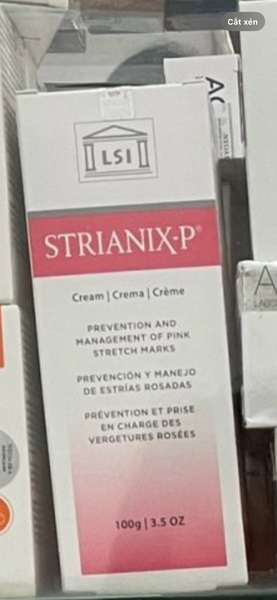 Cắt xén
LSI
STRIANIX-P®
Cream | Crema | Crème
PREVENTION AND
MANAGEMENT OF PINK
STRETCH MARKS
PREVENCIÓN Y MANEJO
DE ESTRÍAS ROSADAS
PRÉVENTION ET PRISE
EN CHARGE DES
VERGETURES ROSÉES
100g | 3.5 OZ